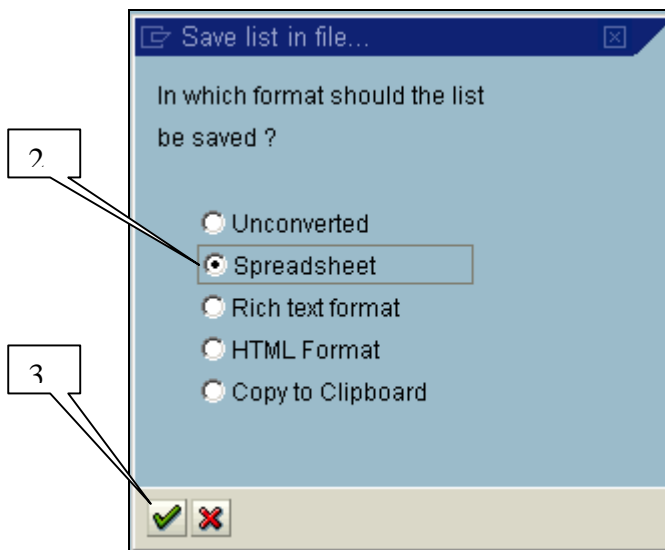 Save list in file...
In which format should the list
be saved ?
2
Unconverted
Spreadsheet
Rich text format
HTML Format
3
Copy to Clipboard